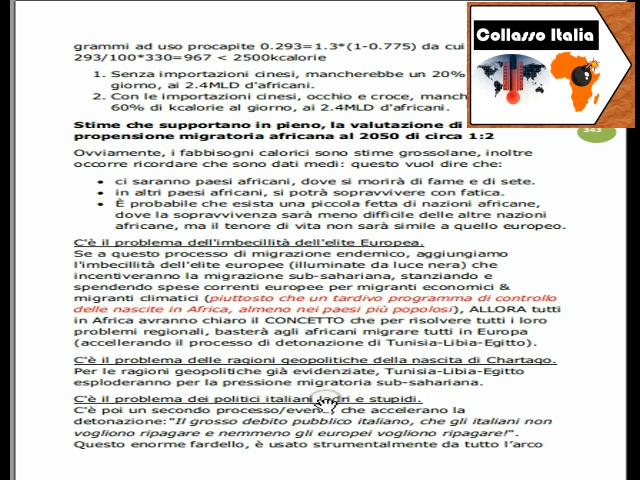 Collasso Italia
grammi ad uso procapite 0.293=1.3*(1-0.775) da cui
293/100*330=967 < 2500kcalorie
1. Senza importazioni cinesi, mancherebbe un 20%
giorno, ai 2.4MLD d'africani.
2. Con le importazioni cinesi, occhio e croce,
60% di kcalorie al giorno, ai 2.4MLD d'africani.
Stime che supportano in pieno, la valutazione di
propensione migratoria africana al 2050 di circa 1:2
343
Ovviamente, i fabbisogni calorici sono stime grossolane, inoltre
occorre ricordare che sono dati medi: questo vuol dire che:
• ci saranno paesi africani, dove si morirà di fame e di sete.
• in altri paesi africani, si potrà sopravvivere con fatica.
• È probabile che esista una piccola fetta di nazioni africane,
dove la sopravvivenza sarà meno difficile delle altre nazioni
africane, ma il tenore di vita non sarà simile a quello europeo.
C'è il problema dell'imbecillità dell'elite Europea.
Se a questo processo di migrazione endemico, aggiungiamo
l'imbecillità dell'elite europee (illuminate da luce nera) che
incentiveranno la migrazione sub-sahariana, stanziando e
spendendo spese correnti europee per migranti economici &
migranti climatici (piuttosto che un tardivo programma di controllo
delle nascite in Africa, almeno nei paesi più popolosi), ALLORA tutti
in Africa avranno chiaro il CONCETTO che per risolvere tutti i loro
problemi regionali, basterà agli africani migrare tutti in Europa
(accellerando il processo di detonazione di Tunisia-Libia-Egitto).
C'è il problema delle ragioni geopolitiche della nascita di Chartago.
Per le ragioni geopolitiche già evidenziate, Tunisia-Libia-Egitto
esploderanno per la pressione migratoria sub-sahariana.
C'è il problema dei politici italiani ladri e stupidi.
C'è poi un secondo processo/evento che accelerano la
detonazione:"Il grosso debito pubblico italiano, che gli italiani non
vogliono ripagare e nemmeno gli europei vogliono ripagare!".
Questo enorme fardello, è usato strumentalmente da tutto l'arco